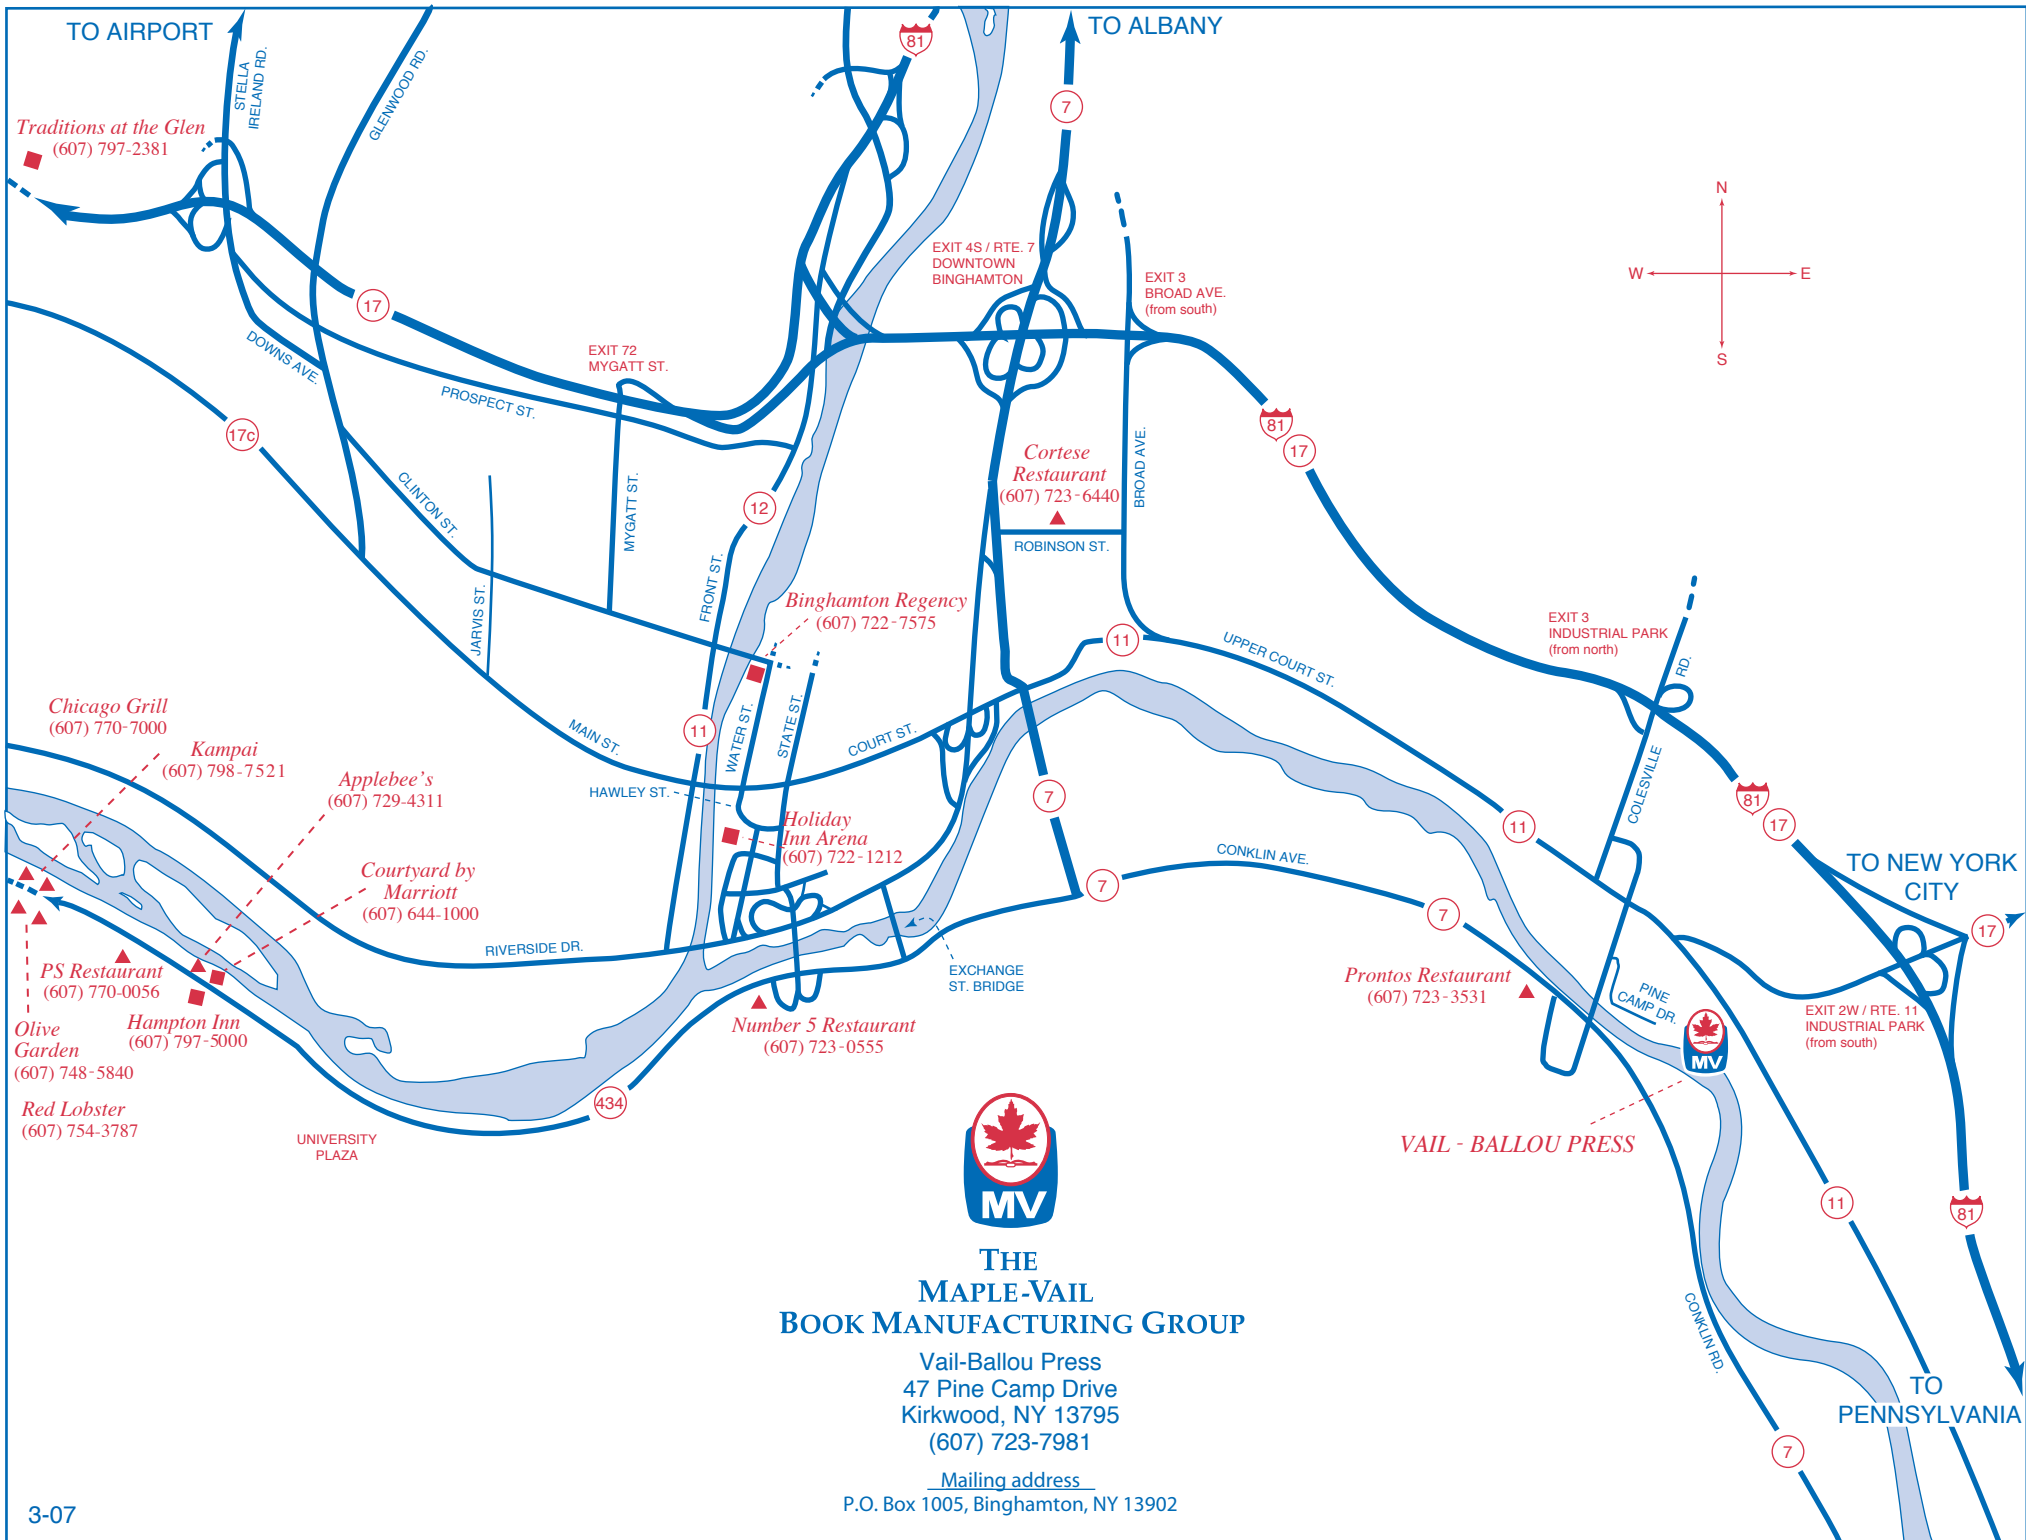 TO AIRPORT
STELLA
IRELAND RD.
GLENWOOD RD.
81
TO ALBANY
7
Traditions at the Glen
(607) 797-2381
N
W
E
S
EXIT 4S / RTE. 7
DOWNTOWN
BINGHAMTON
EXIT 3
BROAD AVE.
(from south)
17
DOWNS AVE.
EXIT 72
MYGATT ST.
PROSPECT ST.
17c
81
17
CLINTON ST.
MYGATT ST.
12
Cortese
Restaurant
(607) 723-6440
BROAD AVE.
ROBINSON ST.
JARVIS ST.
FRONT ST.
Binghamton Regency
(607) 722-7575
11
UPPER COURT ST.
EXIT 3
INDUSTRIAL PARK
(from north)
RD.
COLESVILLE
Chicago Grill
(607) 770-7000
Kampai
(607) 798-7521
Applebee's
(607) 729-4311
MAIN ST.
11
WATER ST.
STATE ST.
COURT ST.
HAWLEY ST.
7
11
81
17
Holiday
Inn Arena
(607) 722-1212
CONKLIN AVE.
TO NEW YORK
CITY
17
Courtyard by
Marriott
(607) 644-1000
7
7
RIVERSIDE DR.
EXCHANGE
ST. BRIDGE
PS Restaurant
(607) 770-0056
Prontos Restaurant
(607) 723-3531
PINE
CAMP DR.
EXIT 2W / RTE. 11
INDUSTRIAL PARK
(from south)
Olive
Garden
(607) 748-5840
Hampton Inn
(607) 797-5000
Number 5 Restaurant
(607) 723-0555
MV
Red Lobster
(607) 754-3787
434
UNIVERSITY
PLAZA
VAIL - BALLOU PRESS
11
81
MV
THE
MAPLE-VAIL
BOOK MANUFACTURING GROUP
Vail-Ballou Press
47 Pine Camp Drive
Kirkwood, NY 13795
(607) 723-7981
Mailing address
P.O. Box 1005, Binghamton, NY 13902
CONKLIN RD.
TO
PENNSYLVANIA
7
3-07